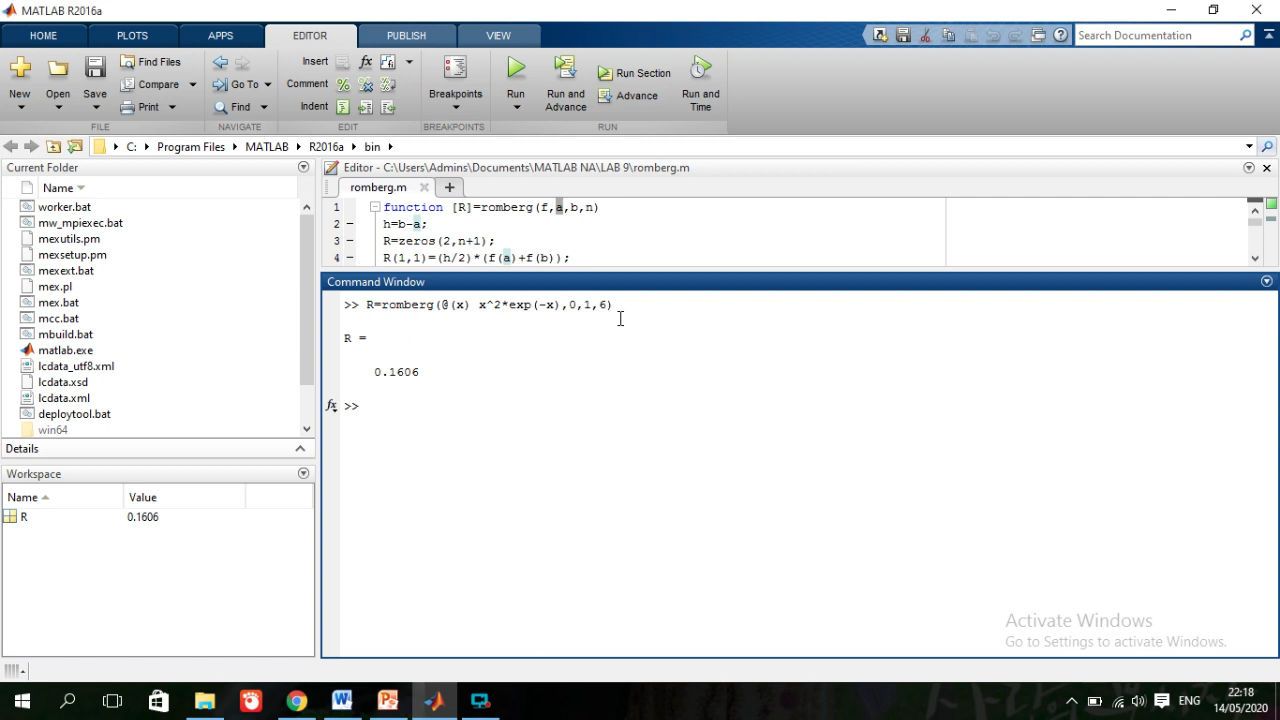 MATLAB R2016a
HOME PLOTS APPS EDITOR PUBLISH VIEW
Search Documentation
New Open Save Find Files Compare Print
Go To Find
Insert fx
Comment
Indent
Breakpoints
Run Run and Advance Run Section Advance Run and Time
FILE NAVIGATE EDIT BREAKPOINTS RUN
C: Program Files MATLAB R2016a bin
Current Folder
Name
worker.bat
mw_mpiexec.bat
mexutils.pm
mexsetup.pm
mexext.bat
mex.pl
mex.bat
mcc.bat
mbuild.bat
matlab.exe
lcdata_utf8.xml
lcdata.xsd
lcdata.xml
deploytool.bat
win64
Details
Workspace
Name Value
R 0.1606
Editor - C:\Users\Admins\Documents\MATLAB NA\LAB 9\romberg.m
romberg.m
1 function [R]=romberg(f,a,b,n)
2 h=b-a;
3 R=zeros(2,n+1);
4 R(1,1)=(h/2)*(f(a)+f(b));
Command Window
>> R=romberg(@(x) x^2*exp(-x),0,1,6)
R =
0.1606
fx >>
Activate Windows
Go to Settings to activate Windows.
ENG
22:18
14/05/2020